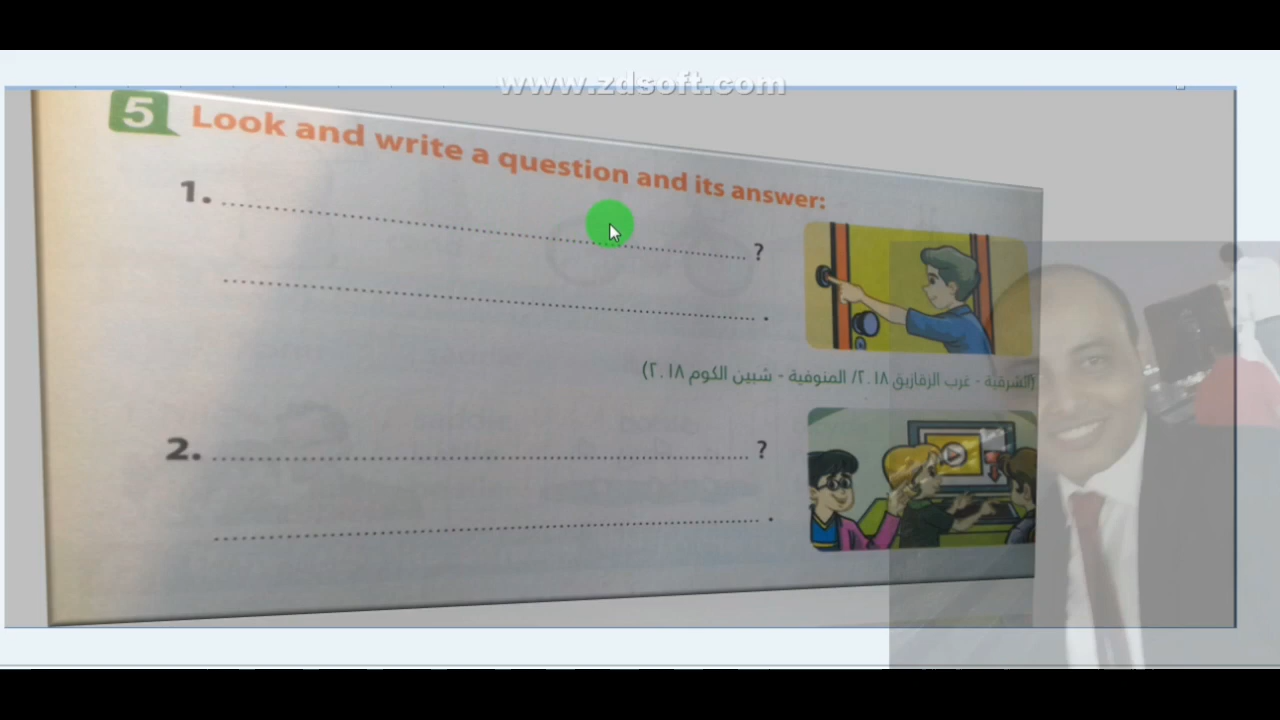 www.zdsoft.com
5 Look and write a question and its answer:
1. ........................................ ?
........................................ .
(الشرقية - غرب الزقازيق ٢٠١٨/ المنوفية - شبين الكوم ٢٠١٨)
2. ........................................ ?
........................................ .